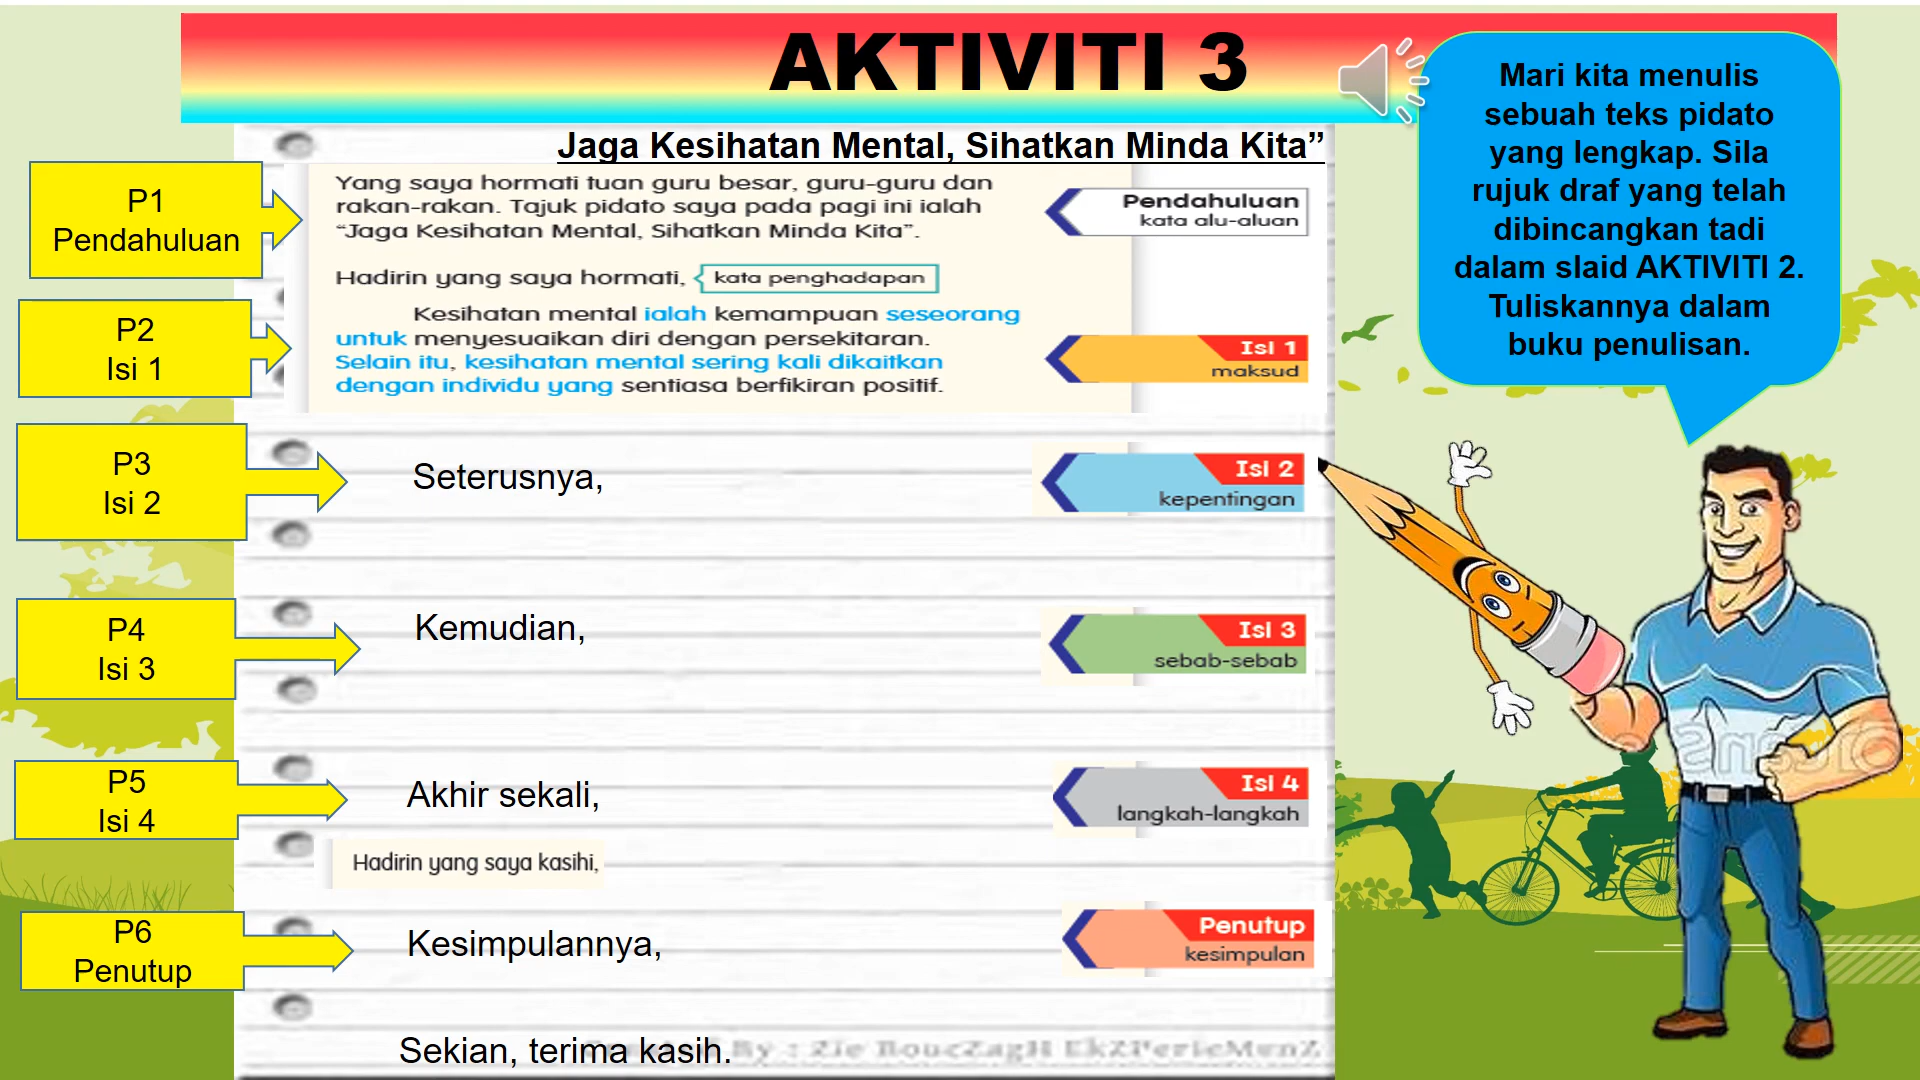 AKTIVITI 3
Mari kita menulis
sebuah teks pidato
yang lengkap. Sila
rujuk draf yang telah
dibincangkan tadi
dalam slaid AKTIVITI 2.
Tuliskannya dalam
buku penulisan.
Jaga Kesihatan Mental, Sihatkan Minda Kita”
P1
Pendahuluan
Yang saya hormati tuan guru besar, guru-guru dan
rakan-rakan. Tajuk pidato saya pada pagi ini ialah
“Jaga Kesihatan Mental, Sihatkan Minda Kita”.
Pendahuluan
kata alu-aluan
Hadirin yang saya hormati,
kata penghadapan
P2
Isi 1
Kesihatan mental ialah kemampuan seseorang
untuk menyesuaikan diri dengan persekitaran.
Selain itu, kesihatan mental sering kali dikaitkan
dengan individu yang sentiasa berfikiran positif.
Isi 1
maksud
P3
Isi 2
Seterusnya,
Isi 2
kepentingan
P4
Isi 3
Kemudian,
Isi 3
sebab-sebab
P5
Isi 4
Akhir sekali,
Isi 4
langkah-langkah
Hadirin yang saya kasihi,
P6
Penutup
Kesimpulannya,
Penutup
kesimpulan
Sekian, terima kasih.
By : Zie BoucZagH EkZPerieMenZ